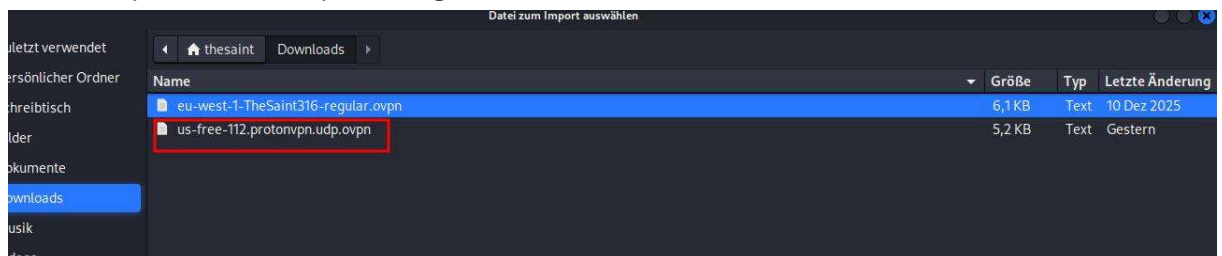 Datei zum Import auswählen
uletzt verwendet
thesaint Downloads
ersönlicher Ordner
Name Größe Typ Letzte Änderung
hreibtisch
eu-west-1-TheSaint316-regular.ovpn 6,1 KB Text 10 Dez 2025
lder
us-free-112.protonvpn.udp.ovpn 5,2 KB Text Gestern
okumente
ownloads
usik